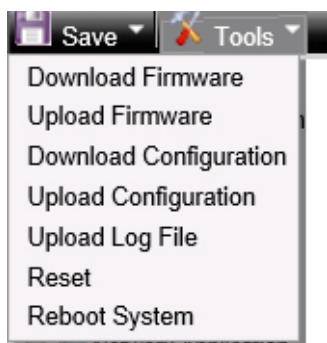 Save Tools
Download Firmware
Upload Firmware
Download Configuration
Upload Configuration
Upload Log File
Reset
Reboot System